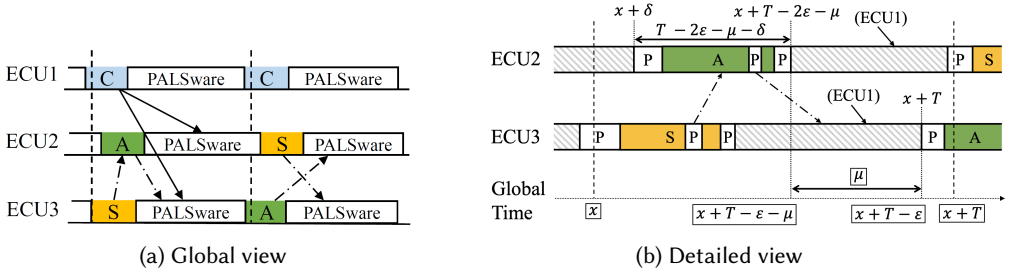 ECU1 C PALSware C PALSware
ECU2 A PALSware S PALSware
ECU3 S PALSware A PALSware
(a) Global view
x + δ x + T − 2ε − μ (ECU1)
T − 2ε − μ − δ
ECU2 P A P P P S
(ECU1) x + T
ECU3 P S P P P A
μ
Global
Time x x + T − ε − μ x + T − ε x + T
(b) Detailed view